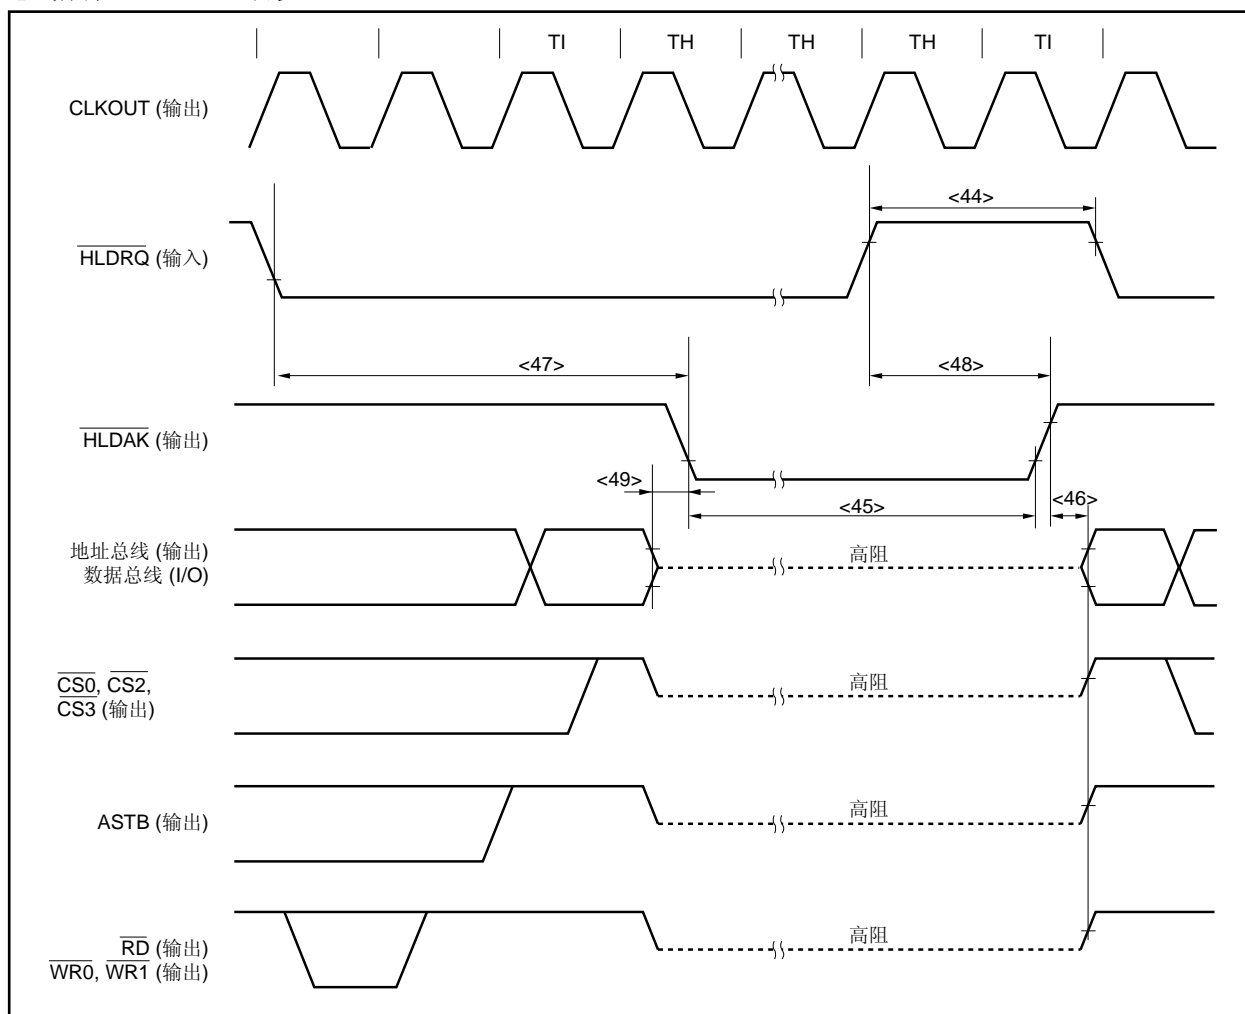 TI TH TH TH TI
CLKOUT (输出)
<44>
HLDRQ (输入)
<47> <48>
HLDAK (输出)
<49> <45> <46>
地址总线 (输出)
数据总线 (I/O)
高阻
CS0, CS2,
CS3 (输出)
高阻
ASTB (输出)
高阻
RD (输出)
WR0, WR1 (输出)
高阻